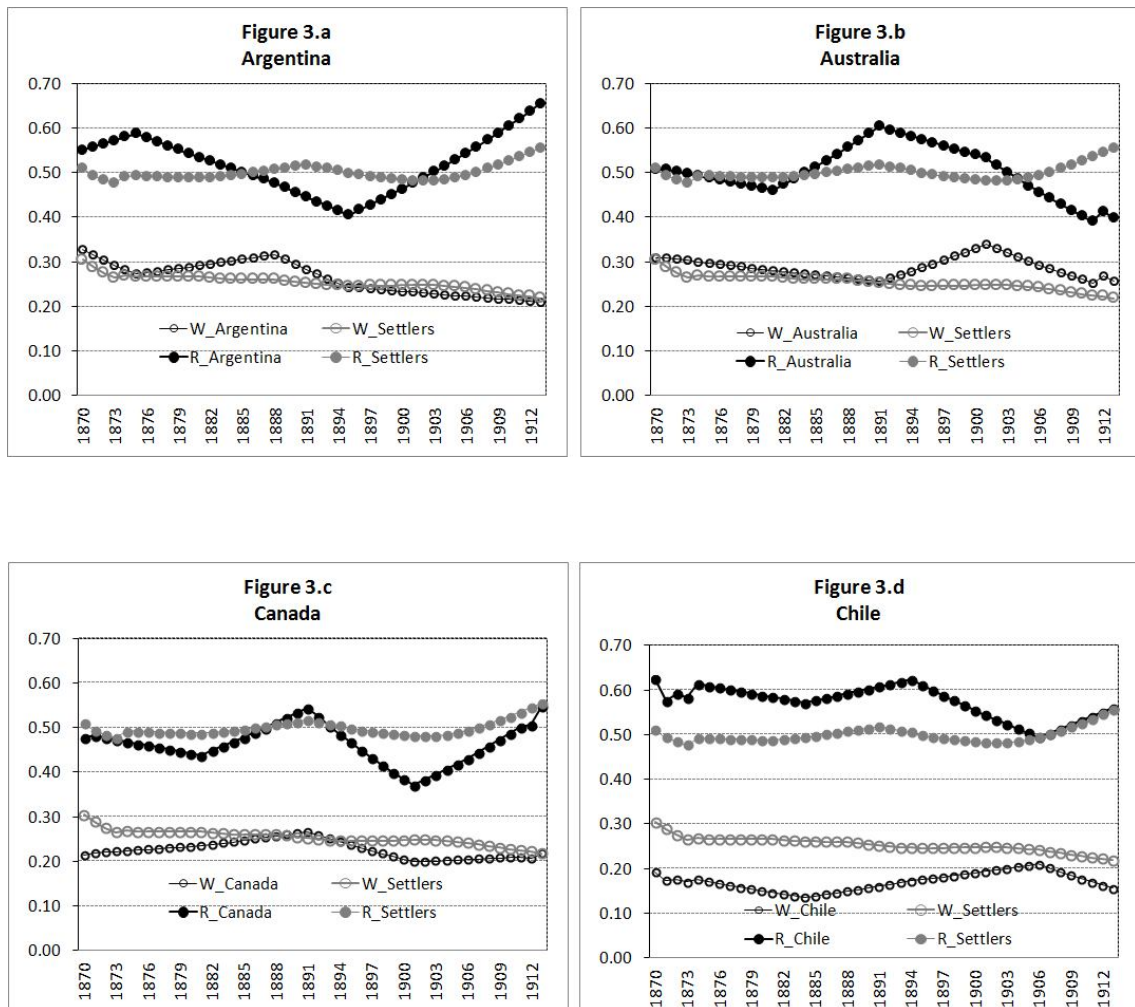 Figure 3.a
Argentina
0.70
0.60
0.50
0.40
0.30
0.20
0.10
0.00
W_Argentina W_Settlers
R_Argentina R_Settlers
1870 1873 1876 1879 1882 1885 1888 1891 1894 1897 1900 1903 1906 1909 1912
Figure 3.b
Australia
0.70
0.60
0.50
0.40
0.30
0.20
0.10
0.00
W_Australia W_Settlers
R_Australia R_Settlers
1870 1873 1876 1879 1882 1885 1888 1891 1894 1897 1900 1903 1906 1909 1912
Figure 3.c
Canada
0.70
0.60
0.50
0.40
0.30
0.20
0.10
0.00
W_Canada W_Settlers
R_Canada R_Settlers
1870 1873 1876 1879 1882 1885 1888 1891 1894 1897 1900 1903 1906 1909 1912
Figure 3.d
Chile
0.70
0.60
0.50
0.40
0.30
0.20
0.10
0.00
W_Chile W_Settlers
R_Chile R_Settlers
1870 1873 1876 1879 1882 1885 1888 1891 1894 1897 1900 1903 1906 1909 1912